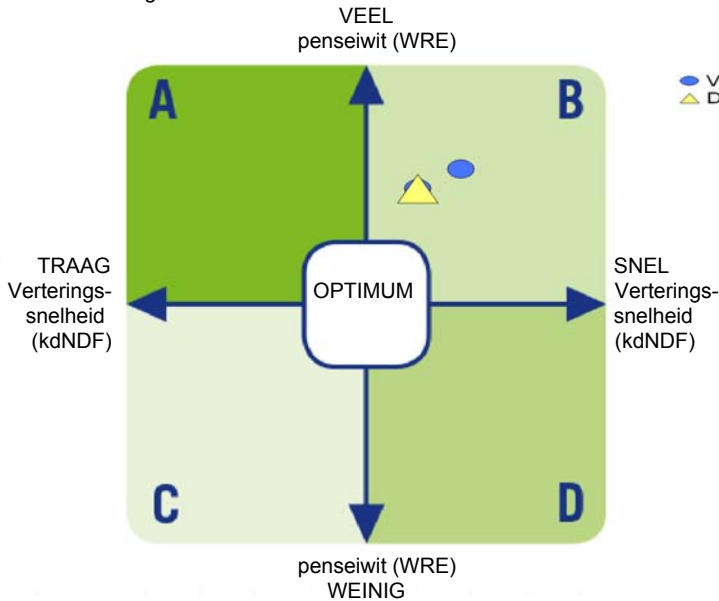 VEEL
penseiwit (WRE)
A
B
V
D
TRAAG
Verterings-
snelheid
(kdNDF)
OPTIMUM
SNEL
Verterings-
snelheid
(kdNDF)
C
D
penseiwit (WRE)
WEINIG